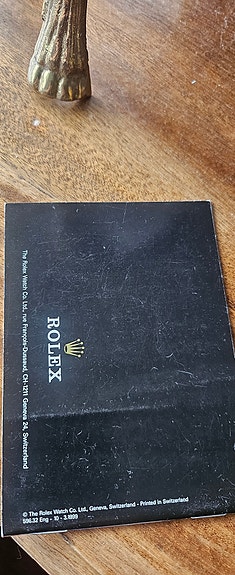 ROLEX
The Rolex Watch Co. Ltd., rue François-Dussaud, CH-1211 Geneva 24, Switzerland
© The Rolex Watch Co. Ltd., Geneva, Switzerland - Printed in Switzerland
596.32 Eng - 10 - 3.1999